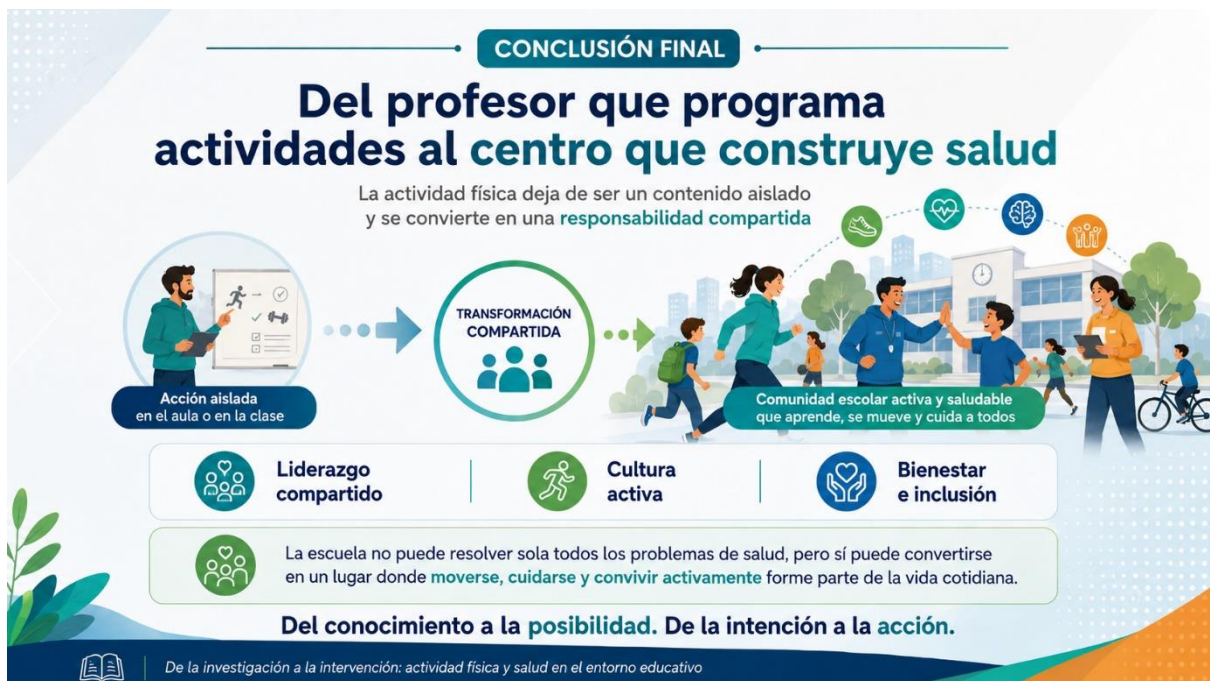 CONCLUSIÓN FINAL
Del profesor que programa
actividades al centro que construye salud
La actividad física deja de ser un contenido aislado
y se convierte en una responsabilidad compartida
TRANSFORMACIÓN
COMPARTIDA
Acción aislada
en el aula o en la clase
Comunidad escolar activa y saludable
que aprende, se mueve y cuida a todos
Liderazgo
compartido
Cultura
activa
Bienestar
e inclusión
La escuela no puede resolver sola todos los problemas de salud, pero sí puede convertirse
en un lugar donde moverse, cuidarse y convivir activamente forme parte de la vida cotidiana.
Del conocimiento a la posibilidad. De la intención a la acción.
De la investigación a la intervención: actividad física y salud en el entorno educativo